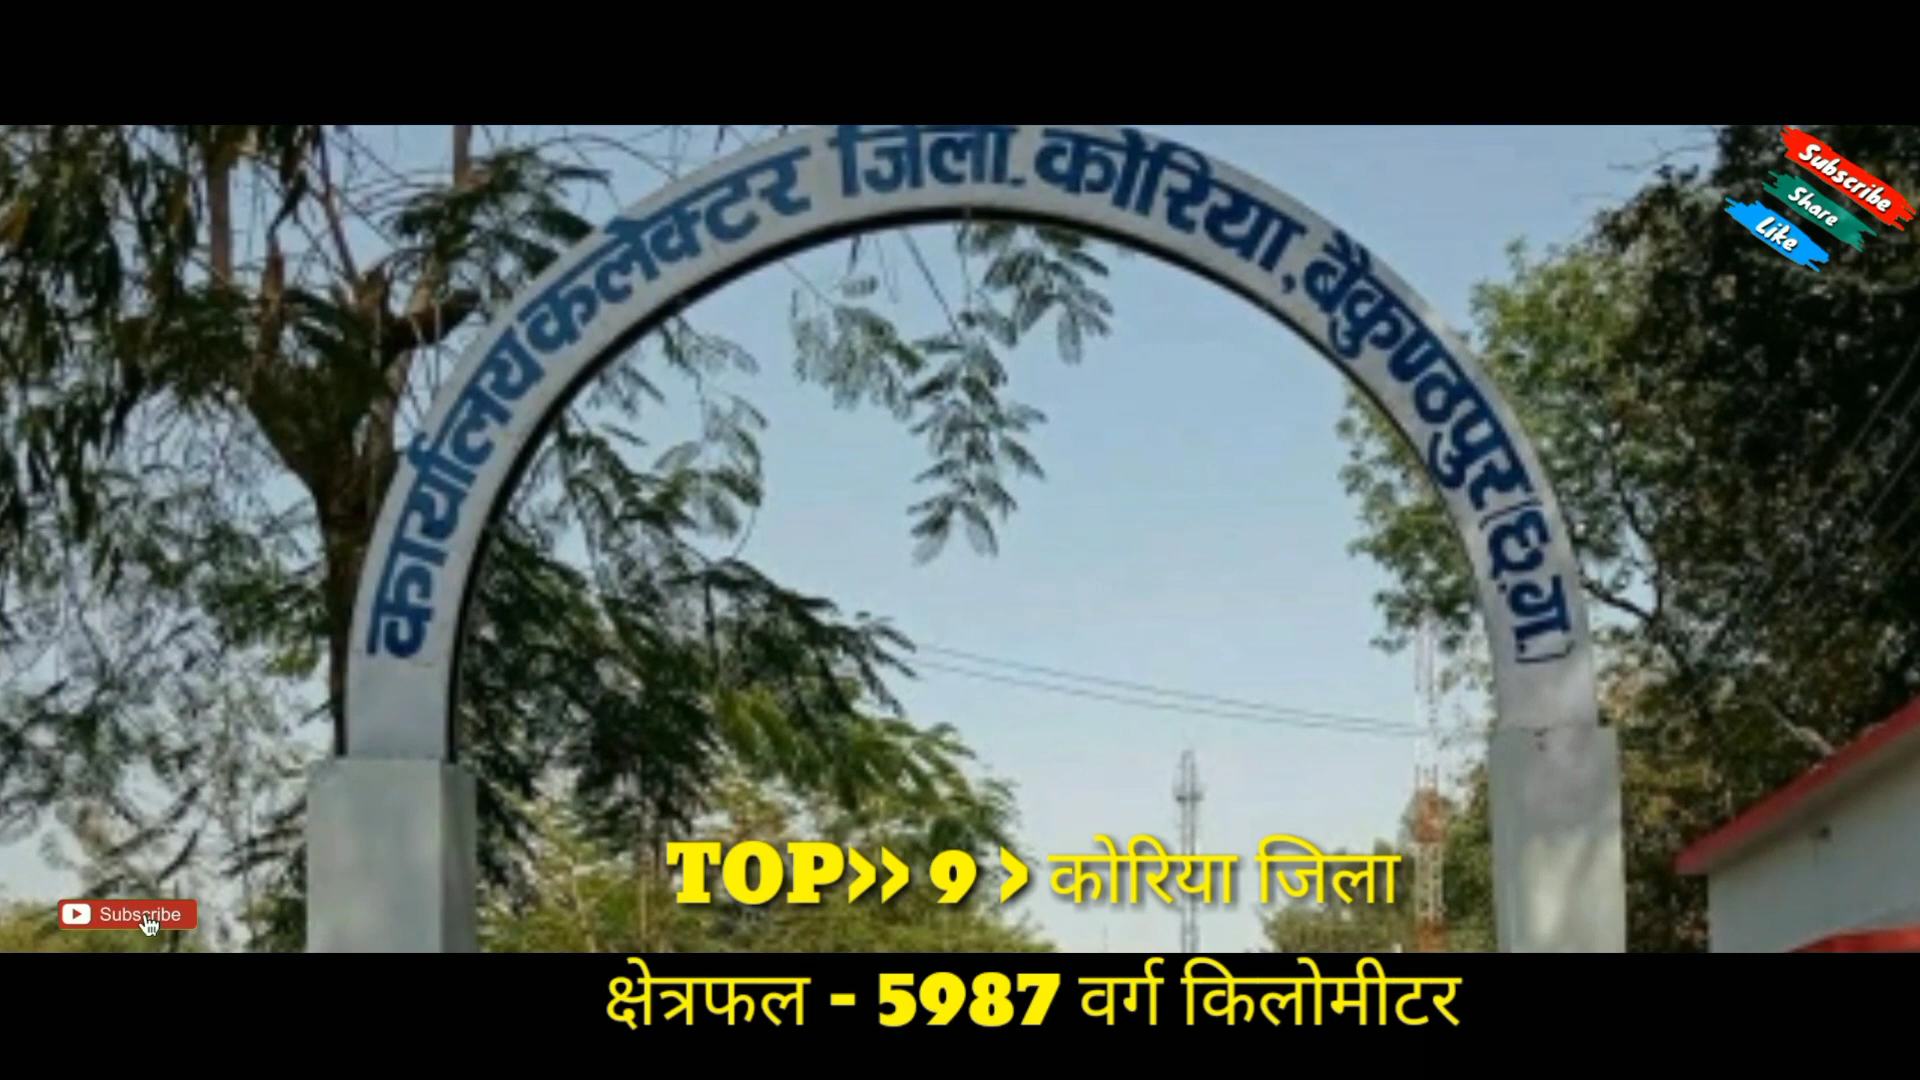 कार्यालय कलेक्टर जिला. कोरिया, बैकुण्ठपुर (छ.ग.)
Subscribe
Share
Like
TOP>> 9 > कोरिया जिला
Subscribe
क्षेत्रफल - 5987 वर्ग किलोमीटर